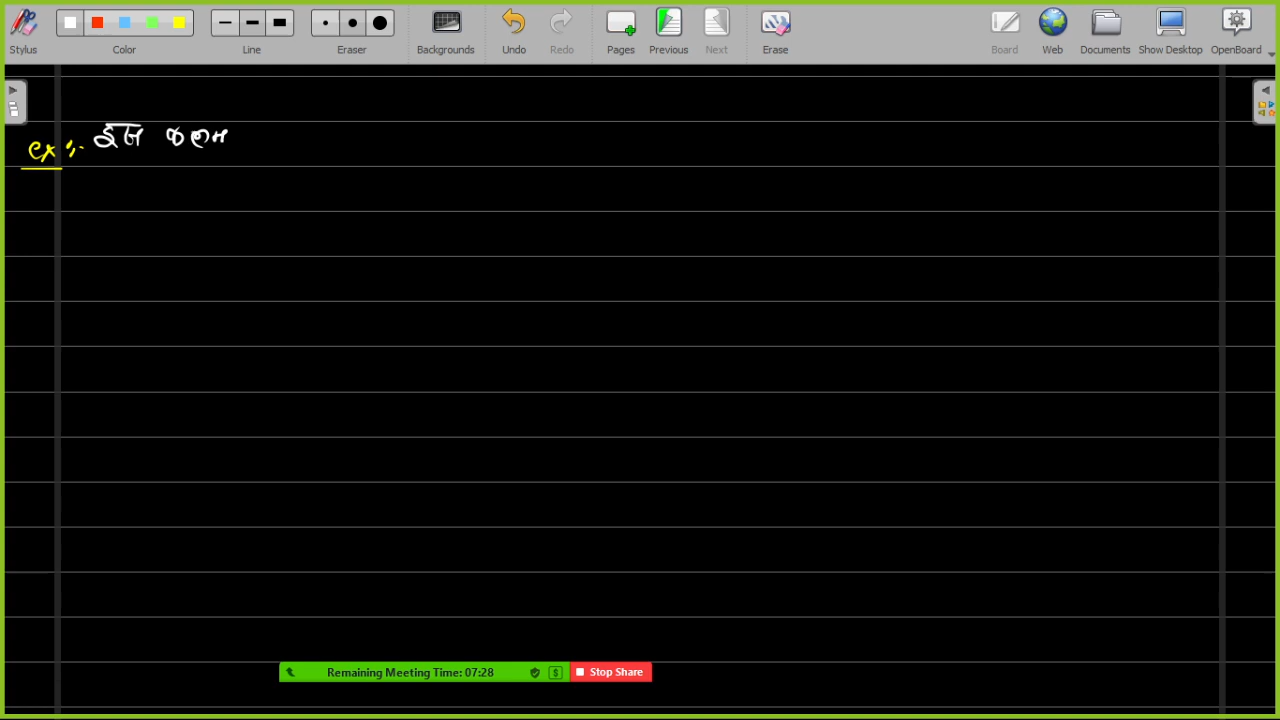 Stylus
Color
Line
Eraser
Backgrounds
Undo
Redo
Pages
Previous
Next
Erase
Board
Web
Documents
Show Desktop
OpenBoard
ex :-
Remaining Meeting Time: 07:28
$
Stop Share